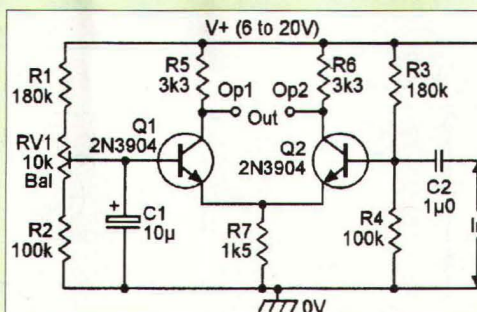 V+ (6 to 20V)
R1
180k
R5
3k3
Op1
Out
Op2
R6
3k3
R3
180k
RV1
10k
Bal
Q1
2N3904
Q2
2N3904
C2
1µ0
R2
100k
+
C1
10µ
R7
1k5
R4
100k
0V